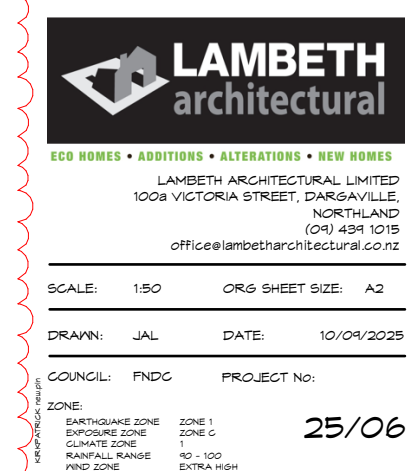 LAMBETH
architectural
ECO HOMES • ADDITIONS • ALTERATIONS • NEW HOMES
LAMBETH ARCHITECTURAL LIMITED
100a VICTORIA STREET, DARGAVILLE,
NORTHLAND
(09) 439 1015
office@lambetharchitectural.co.nz
SCALE: 1:50 ORG SHEET SIZE: A2
DRAWN: JAL DATE: 10/09/2025
COUNCIL: FNDC PROJECT No:
25/06
ZONE:
EARTHQUAKE ZONE ZONE 1
EXPOSURE ZONE ZONE C
CLIMATE ZONE 1
RAINFALL RANGE 90 - 100
WIND ZONE EXTRA HIGH
KIRKPATRICK new.pln